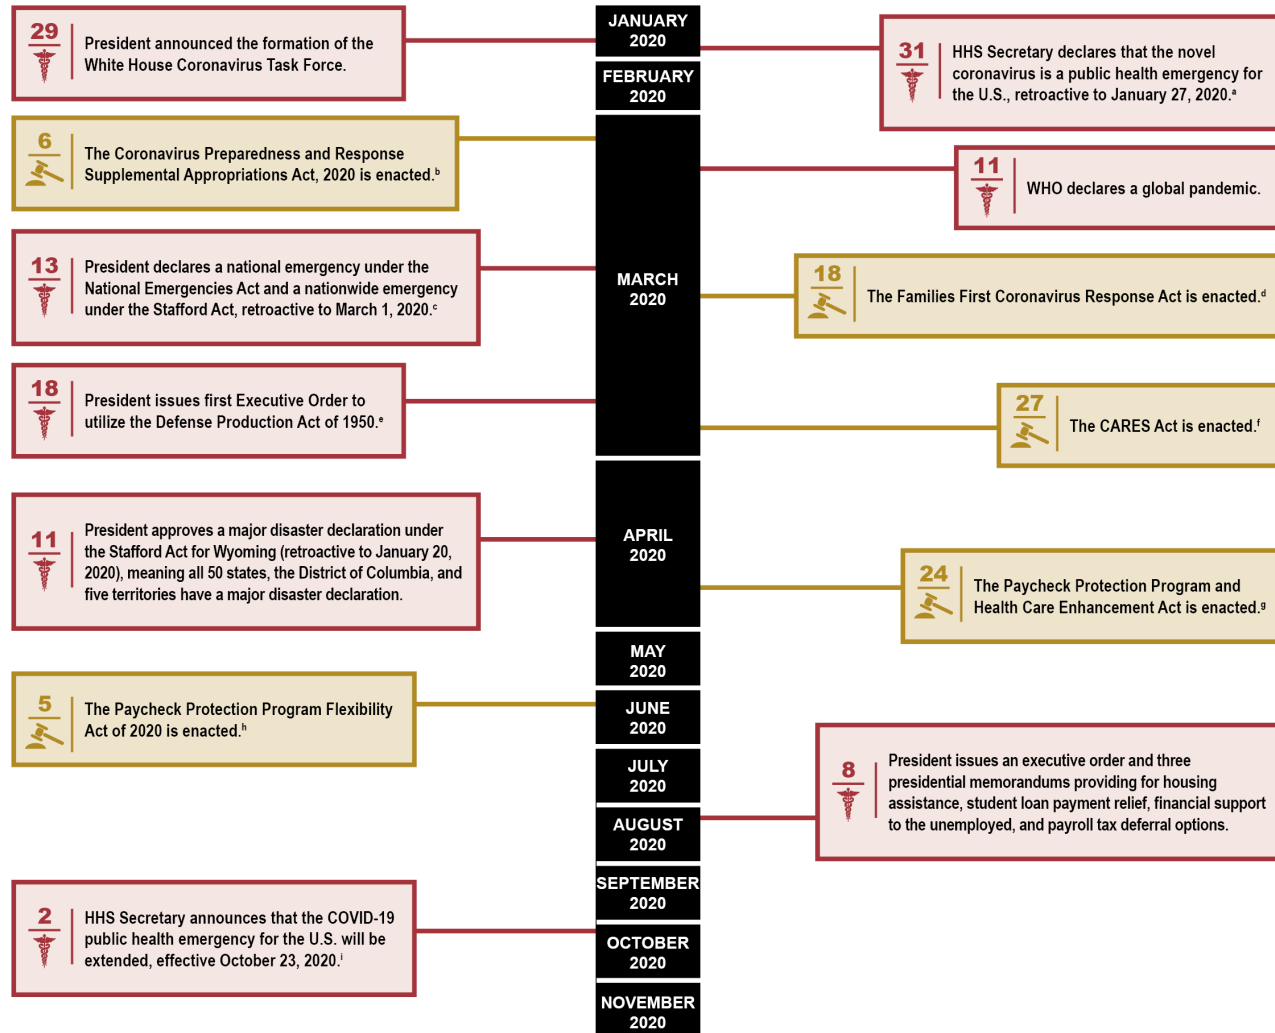 JANUARY
2020
29
President announced the formation of the
White House Coronavirus Task Force.
31
HHS Secretary declares that the novel
coronavirus is a public health emergency for
the U.S., retroactive to January 27, 2020.ᵃ
FEBRUARY
2020
MARCH
2020
6
The Coronavirus Preparedness and Response
Supplemental Appropriations Act, 2020 is enacted.ᵇ
11
WHO declares a global pandemic.
13
President declares a national emergency under the
National Emergencies Act and a nationwide emergency
under the Stafford Act, retroactive to March 1, 2020.ᶜ
18
The Families First Coronavirus Response Act is enacted.ᵈ
18
President issues first Executive Order to
utilize the Defense Production Act of 1950.ᵉ
27
The CARES Act is enacted.ᶠ
APRIL
2020
11
President approves a major disaster declaration under
the Stafford Act for Wyoming (retroactive to January 20,
2020), meaning all 50 states, the District of Columbia, and
five territories have a major disaster declaration.
24
The Paycheck Protection Program and
Health Care Enhancement Act is enacted.ᵍ
MAY
2020
JUNE
2020
5
The Paycheck Protection Program Flexibility
Act of 2020 is enacted.ʰ
JULY
2020
AUGUST
2020
8
President issues an executive order and three
presidential memorandums providing for housing
assistance, student loan payment relief, financial support
to the unemployed, and payroll tax deferral options.
SEPTEMBER
2020
OCTOBER
2020
2
HHS Secretary announces that the COVID-19
public health emergency for the U.S. will be
extended, effective October 23, 2020.ⁱ
NOVEMBER
2020